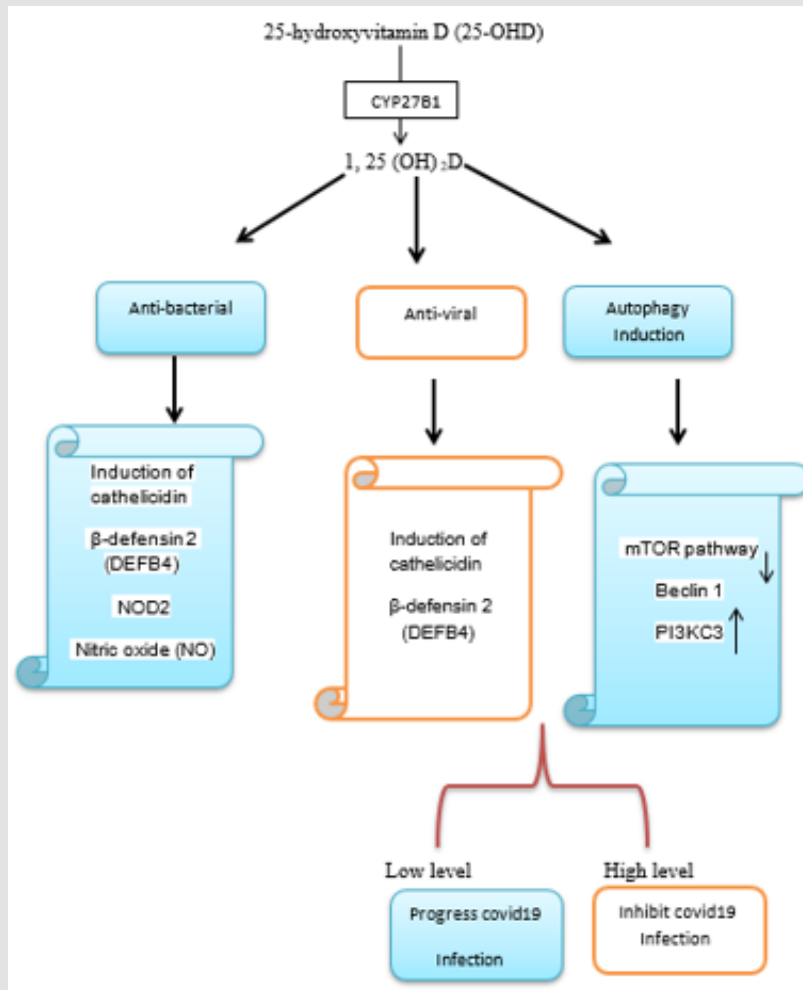 25-hydroxyvitamin D (25-OHD)
CYP27B1
1, 25 (OH) ₂D
Anti-bacterial
Anti-viral
Autophagy
Induction
Induction of
cathelicidin
β-defensin 2
(DEFB4)
NOD2
Nitric oxide (NO)
Induction of
cathelicidin
β-defensin 2
(DEFB4)
mTOR pathway
Beclin 1
PI3KC3
Low level
High level
Progress covid19
Infection
Inhibit covid19
Infection